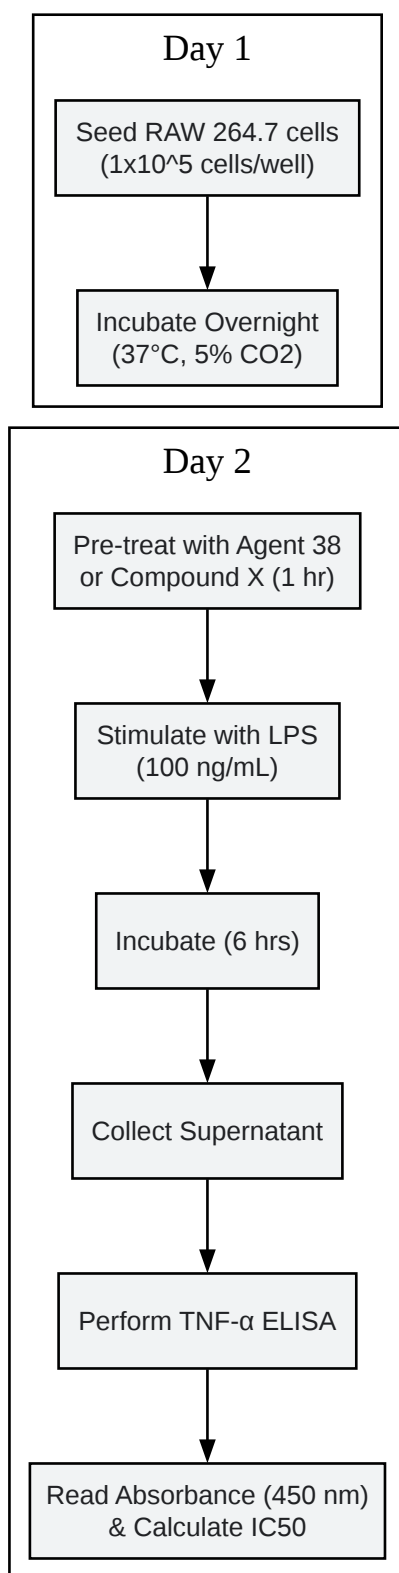 Day 1
Seed RAW 264.7 cells
(1x10^5 cells/well)
Incubate Overnight
(37°C, 5% CO2)
Day 2
Pre-treat with Agent 38
or Compound X (1 hr)
Stimulate with LPS
(100 ng/mL)
Incubate (6 hrs)
Collect Supernatant
Perform TNF-α ELISA
Read Absorbance (450 nm)
& Calculate IC50